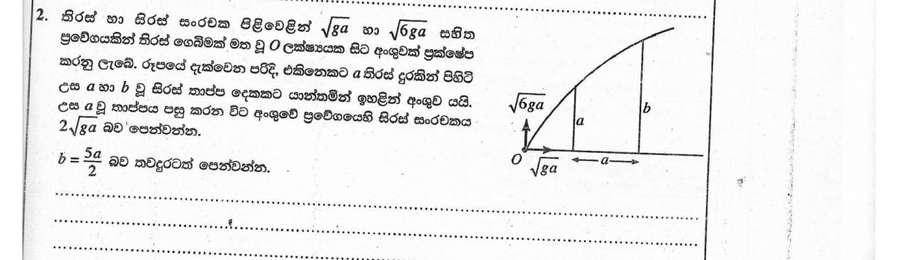 2. තිරස් හා සිරස් සංරචක පිළිවෙළින් √ga හා √6ga සහිත
ප්‍රවේගයකින් තිරස් ගෙබිමක් මත වූ O ලක්ෂ්‍යයක සිට අංශුවක් ප්‍රක්ෂේප
කරනු ලැබේ. රූපයේ දැක්වෙන පරිදි, එකිනෙකට a තිරස් දුරකින් පිහිටි
උස a හා b වූ සිරස් තාප්ප දෙකකට යාන්තමින් ඉහළින් අංශුව යයි.
උස a වූ තාප්පය පසු කරන විට අංශුවේ ප්‍රවේගයෙහි සිරස් සංරචකය
2√ga බව පෙන්වන්න.
b = 5a/2 බව තවදුරටත් පෙන්වන්න.
√6ga
a
b
O
a
√ga